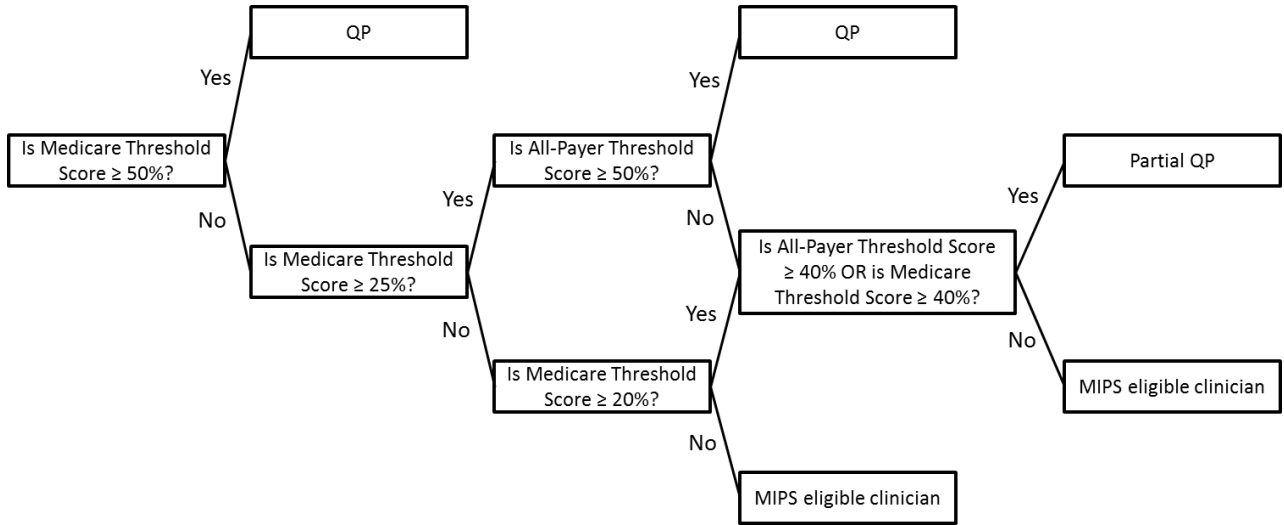 QP
QP
Yes
Yes
Is Medicare Threshold
Score ≥ 50%?
Is All-Payer Threshold
Score ≥ 50%?
Partial QP
Yes
Yes
No
No
Is Medicare Threshold
Score ≥ 25%?
Is All-Payer Threshold Score
≥ 40% OR is Medicare
Threshold Score ≥ 40%?
Yes
No
No
Is Medicare Threshold
Score ≥ 20%?
MIPS eligible clinician
No
MIPS eligible clinician